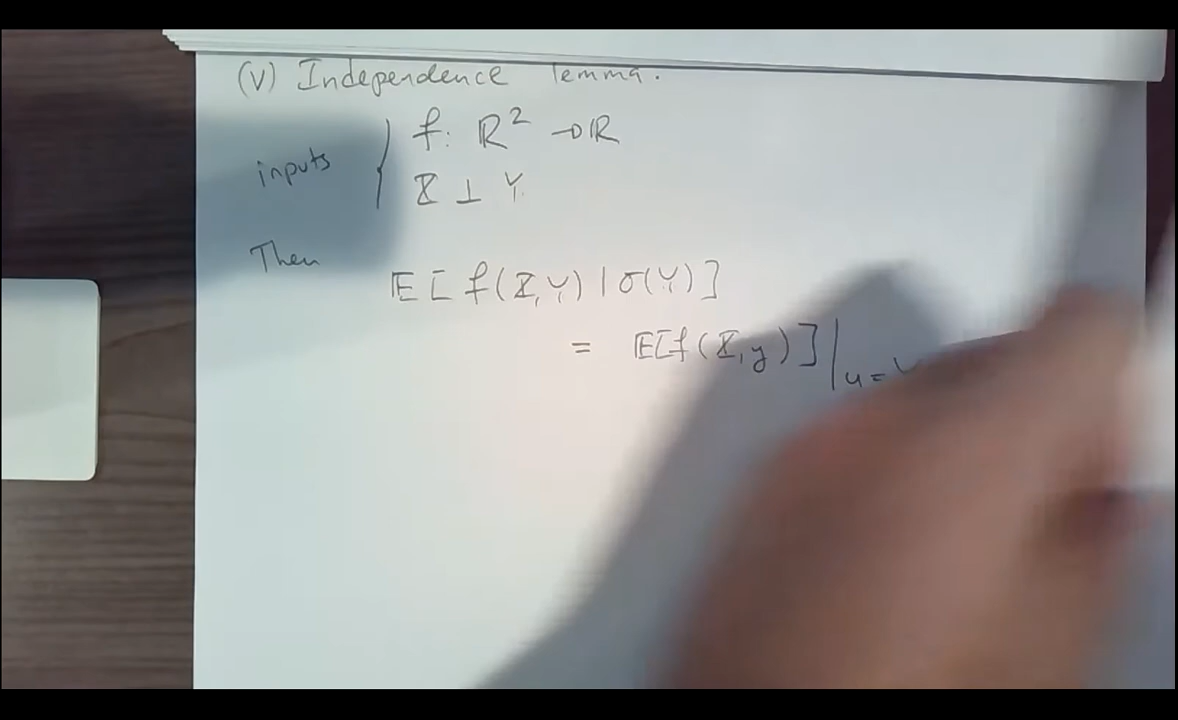 (V) Independence lemma.
inputs { f: ℝ² → ℝ
X ⊥ Y.
Then
𝔼[f(X,Y) | σ(Y)]
= 𝔼[f(X,y)] |y=